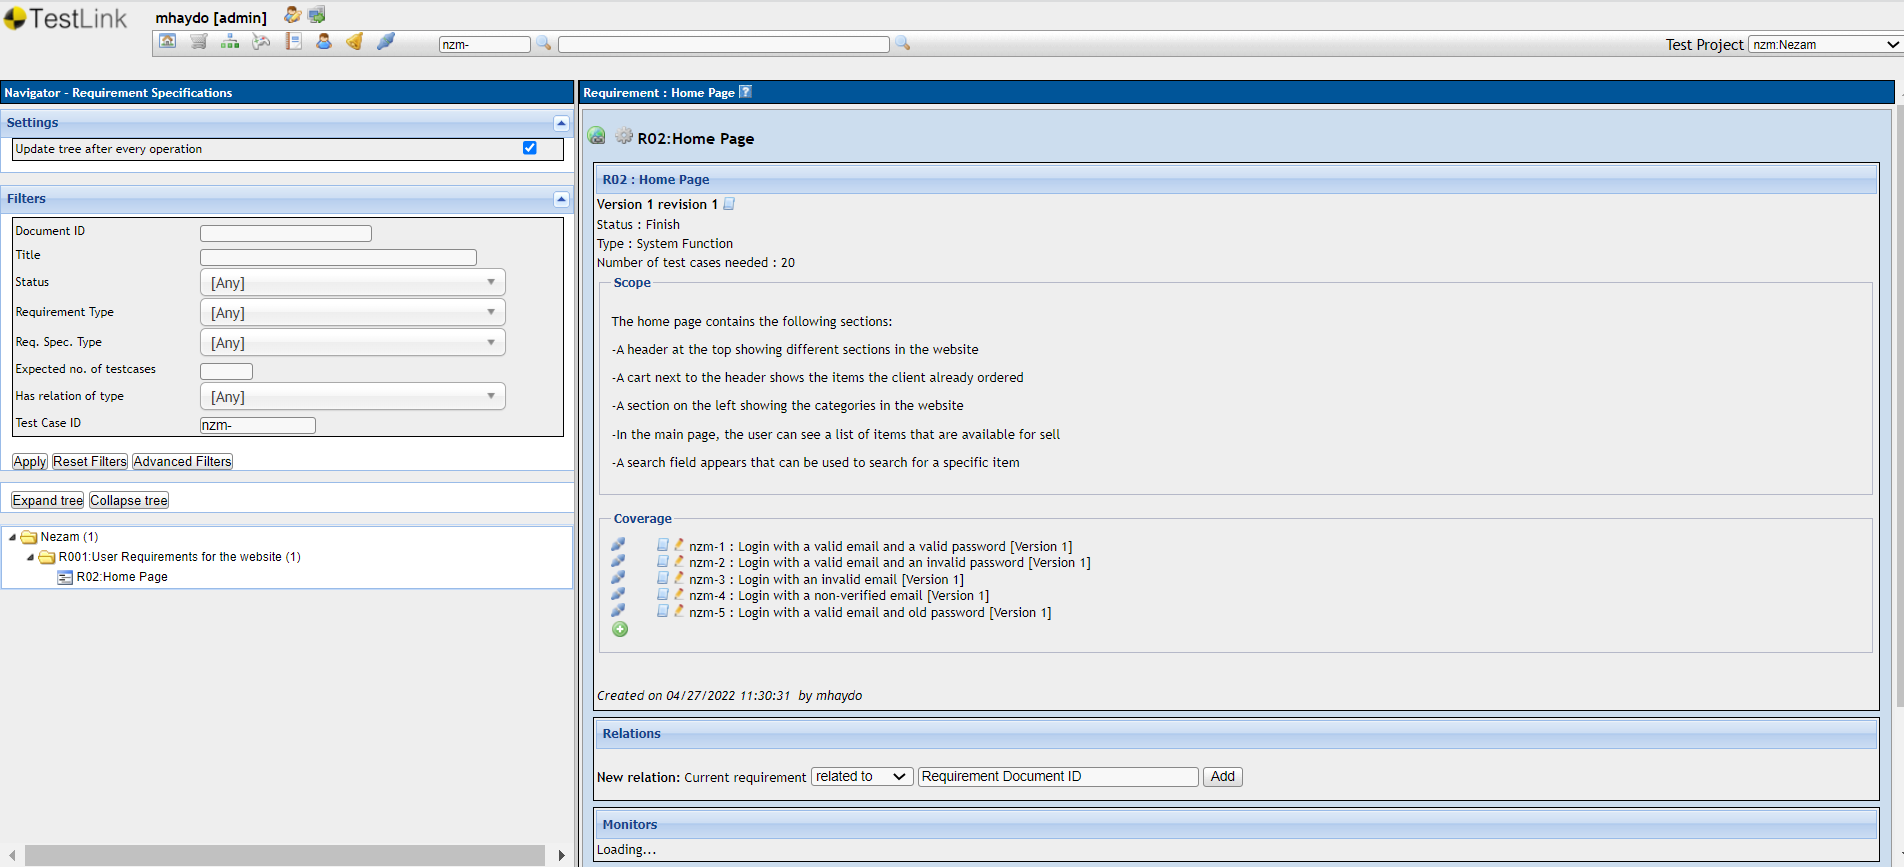 TestLink
mhaydo [admin]
nzm-
Test Project nzm:Nezam
Navigator - Requirement Specifications
Settings
Update tree after every operation
Filters
Document ID
Title
Status [Any]
Requirement Type [Any]
Req. Spec. Type [Any]
Expected no. of testcases
Has relation of type [Any]
Test Case ID nzm-
Apply Reset Filters Advanced Filters
Expand tree Collapse tree
Nezam (1)
R001:User Requirements for the website (1)
R02:Home Page
Requirement : Home Page ?
R02:Home Page
R02 : Home Page
Version 1 revision 1
Status : Finish
Type : System Function
Number of test cases needed : 20
Scope
The home page contains the following sections:
-A header at the top showing different sections in the website
-A cart next to the header shows the items the client already ordered
-A section on the left showing the categories in the website
-In the main page, the user can see a list of items that are available for sell
-A search field appears that can be used to search for a specific item
Coverage
nzm-1 : Login with a valid email and a valid password [Version 1]
nzm-2 : Login with a valid email and an invalid password [Version 1]
nzm-3 : Login with an invalid email [Version 1]
nzm-4 : Login with a non-verified email [Version 1]
nzm-5 : Login with a valid email and old password [Version 1]
Created on 04/27/2022 11:30:31 by mhaydo
Relations
New relation: Current requirement related to Requirement Document ID Add
Monitors
Loading...